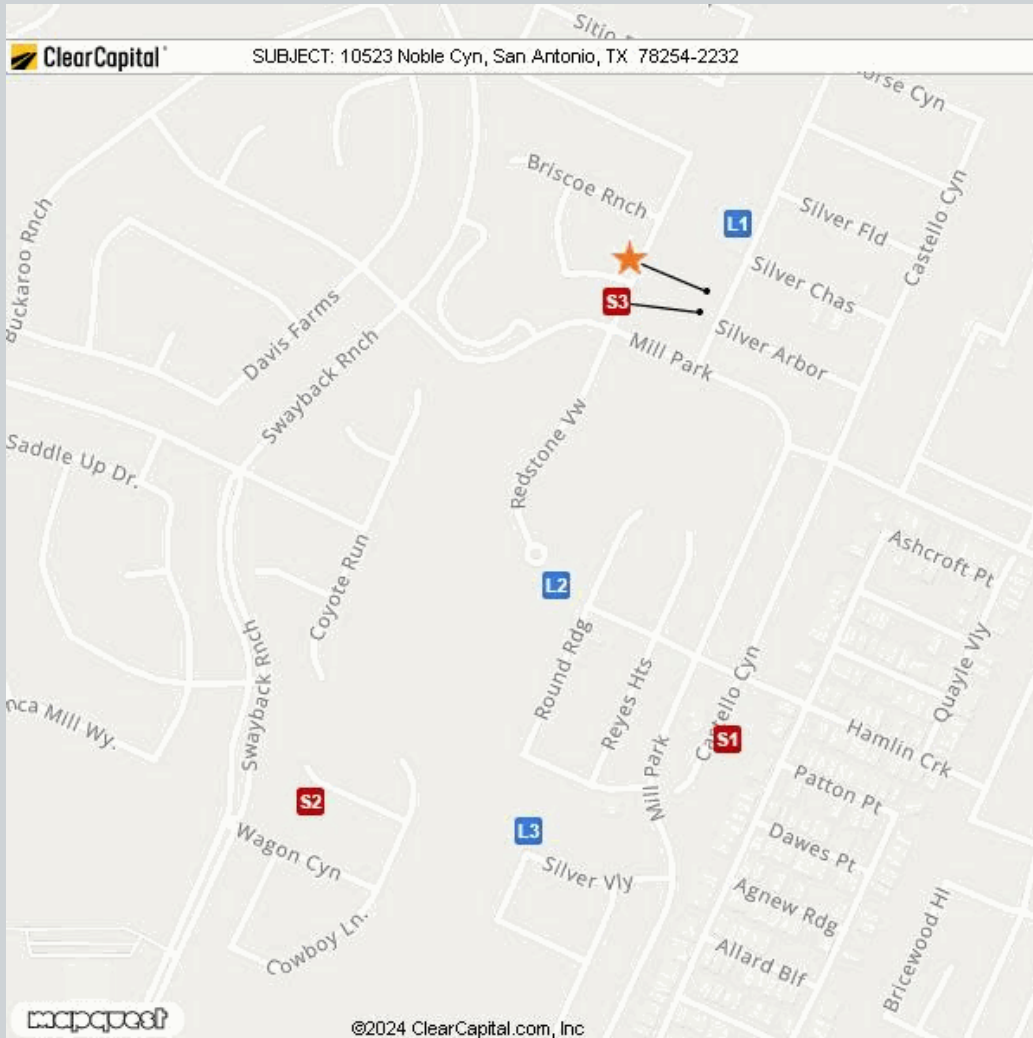 Sitio
ClearCapital
SUBJECT: 10523 Noble Cyn, San Antonio, TX 78254-2232
Cyn
Briscoe Rnch
Buckaroo Rnch
Silver Fld
Castello Cyn
L1
Silver Chas
S3
Silver Arbor
Mill Park
Davis Farms
Swayback Rnch
Redstone Vw
Saddle Up Dr.
Coyote Run
L2
Ashcroft Pt
Round Rdg
Reyes Hts
Castello Cyn
Quayle Vly
Swayback Rnch
Mill Wy.
S1
Hamlin Crk
Mill Park
Patton Pt
S2
L3
Wagon Cyn
Dawes Pt
Silver Vly
Agnew Rdg
Cowboy Ln.
Allard Blf
Bricewood Hl
mapquest
©2024 ClearCapital.com, Inc